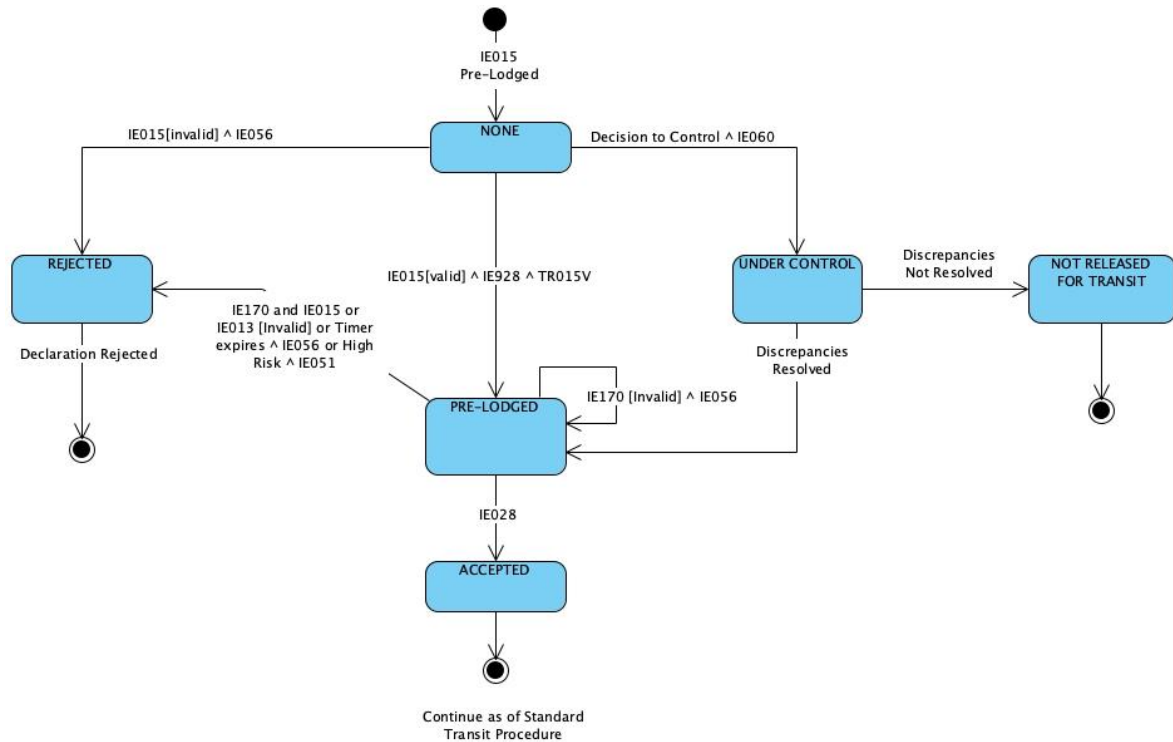 IE015
Pre-Lodged
NONE
IE015[invalid] ^ IE056
Decision to Control ^ IE060
REJECTED
IE015[valid] ^ IE928 ^ TR015V
UNDER CONTROL
Discrepancies
Not Resolved
NOT RELEASED
FOR TRANSIT
IE170 and IE015 or
IE013 [Invalid] or Timer
expires ^ IE056 or High
Risk ^ IE051
Declaration Rejected
Discrepancies
Resolved
PRE-LODGED
IE170 [Invalid] ^ IE056
IE028
ACCEPTED
Continue as of Standard
Transit Procedure